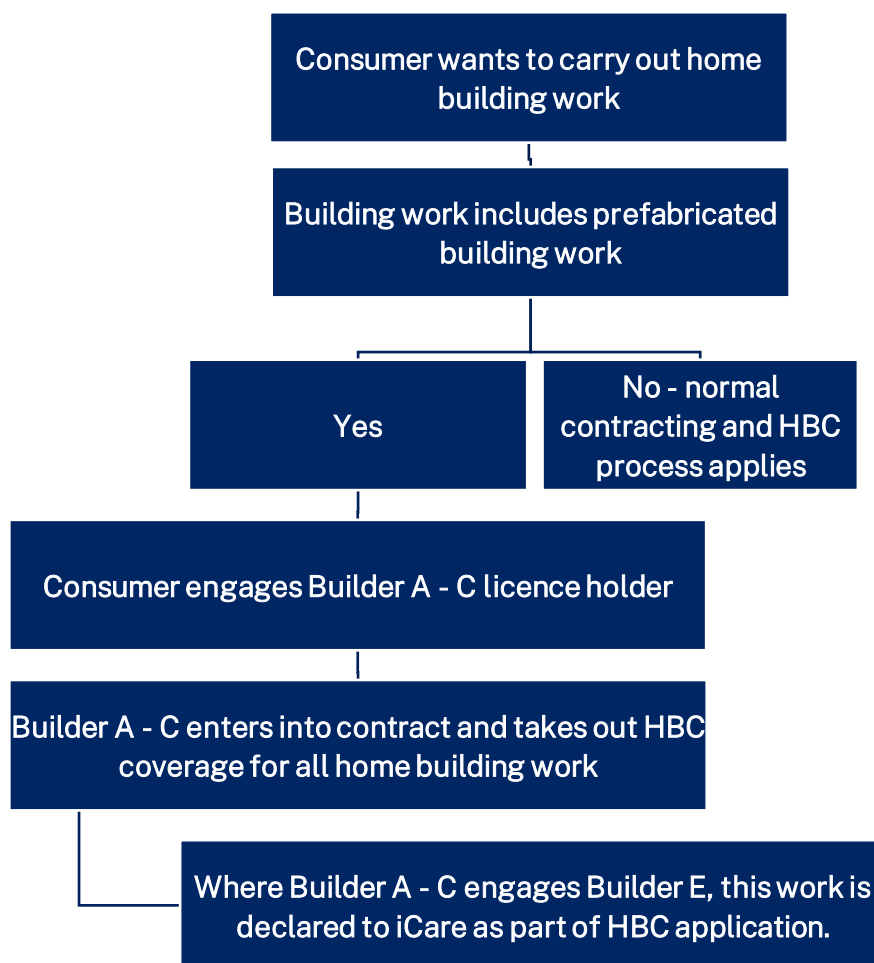 Consumer wants to carry out home
building work
Building work includes prefabricated
building work
Yes
No - normal
contracting and HBC
process applies
Consumer engages Builder A - C licence holder
Builder A - C enters into contract and takes out HBC
coverage for all home building work
Where Builder A - C engages Builder E, this work is
declared to iCare as part of HBC application.